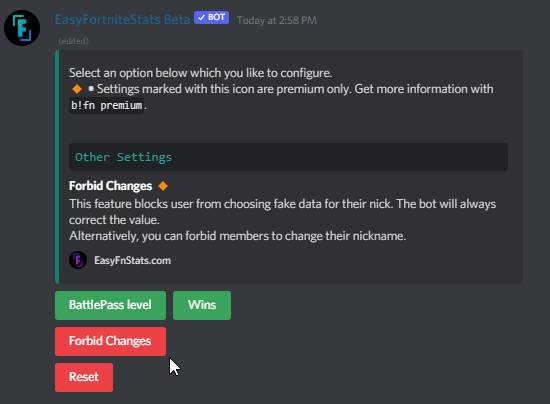 EasyFortniteStats Beta ✓ BOT Today at 2:58 PM
(edited)
Select an option below which you like to configure.
🔸▪Settings marked with this icon are premium only. Get more information with
b!fn premium.
Other Settings
Forbid Changes 🔸
This feature blocks user from choosing fake data for their nick. The bot will always
correct the value.
Alternatively, you can forbid members to change their nickname.
EasyFnStats.com
BattlePass level Wins
Forbid Changes
Reset